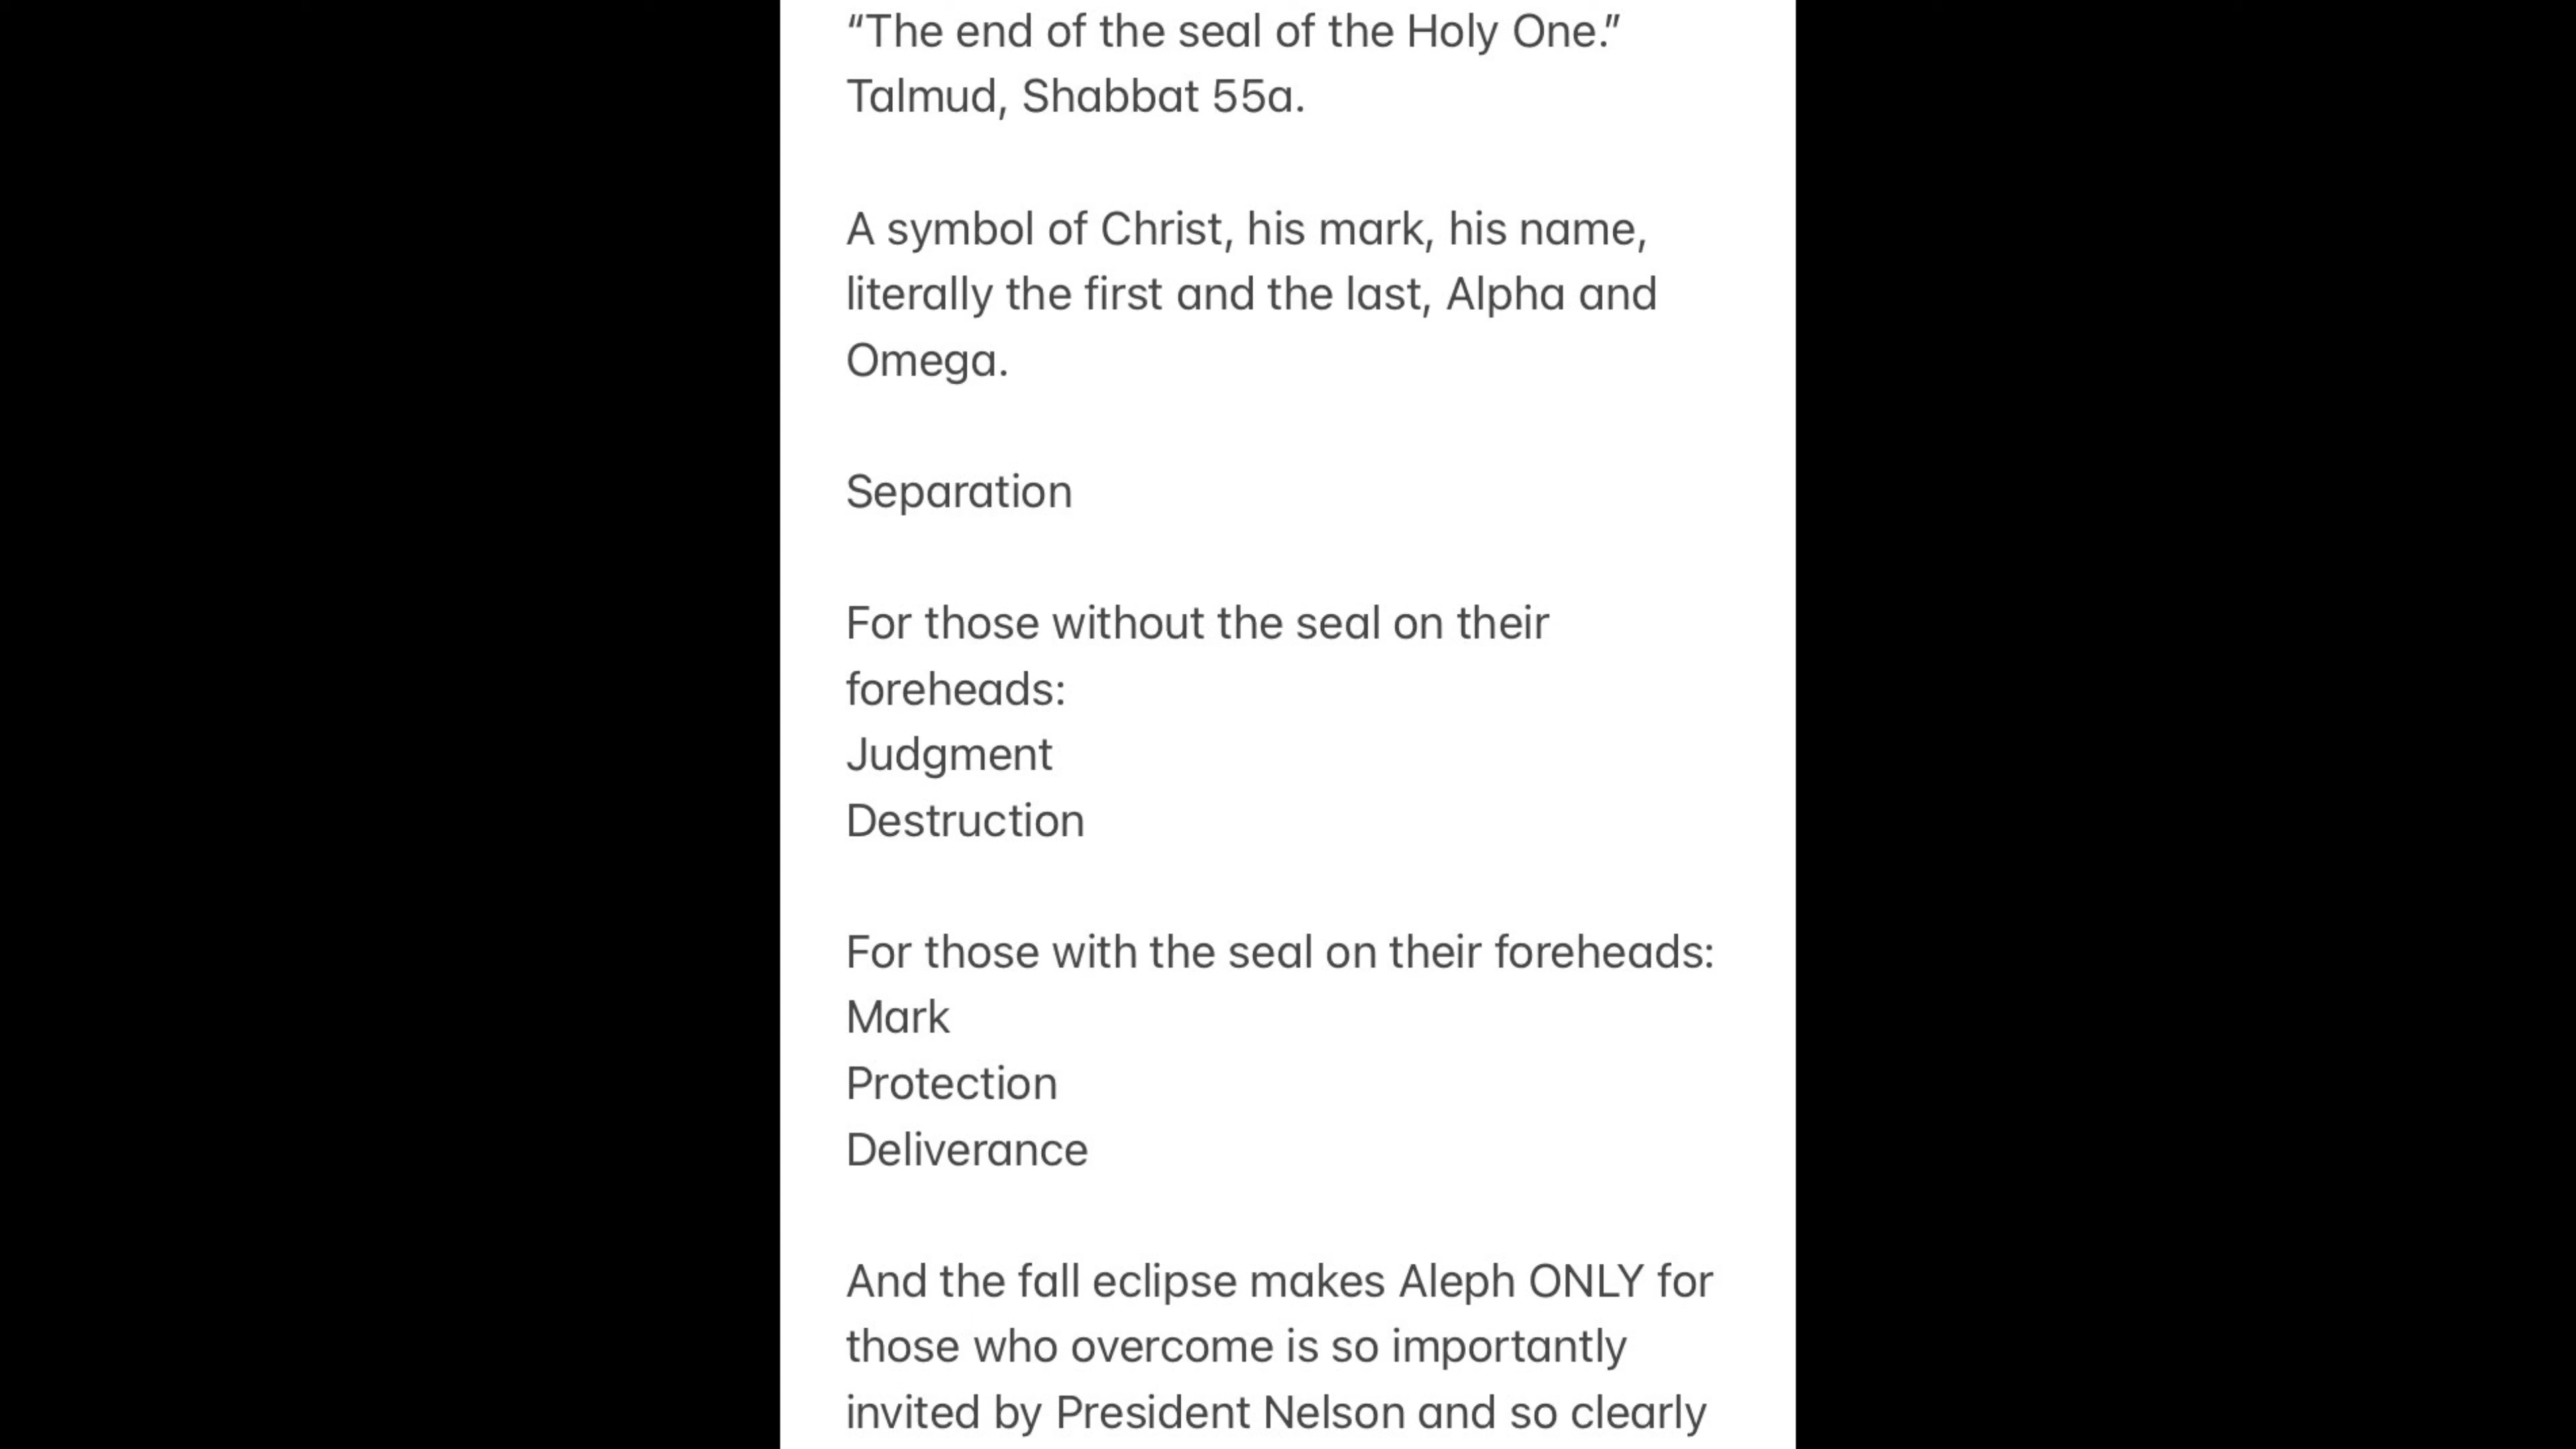 “The end of the seal of the Holy One.”
Talmud, Shabbat 55a.
A symbol of Christ, his mark, his name,
literally the first and the last, Alpha and
Omega.
Separation
For those without the seal on their
foreheads:
Judgment
Destruction
For those with the seal on their foreheads:
Mark
Protection
Deliverance
And the fall eclipse makes Aleph ONLY for
those who overcome is so importantly
invited by President Nelson and so clearly